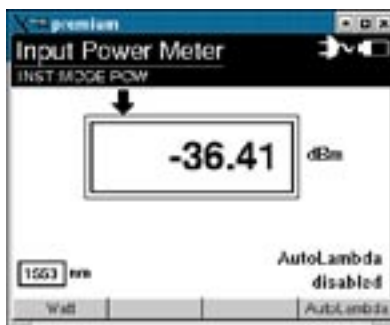 premium
Input Power Meter
INST MODE POW
-36.41 dBm
1553 nm
AutoLambda
disabled
Watt AutoLambda